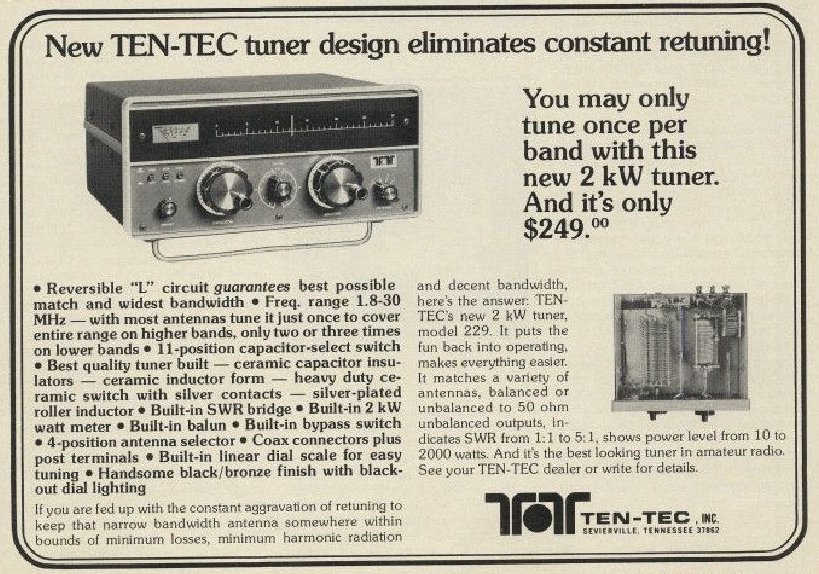 New TEN-TEC tuner design eliminates constant retuning!
You may only
tune once per
band with this
new 2 kW tuner.
And it's only
$249.00
• Reversible "L" circuit guarantees best possible
match and widest bandwidth • Freq. range 1.8-30
MHz — with most antennas tune it just once to cover
entire range on higher bands, only two or three times
on lower bands • 11-position capacitor-select switch
• Best quality tuner built — ceramic capacitor insu-
lators — ceramic inductor form — heavy duty ce-
ramic switch with silver contacts — silver-plated
roller inductor • Built-in SWR bridge • Built-in 2 kW
watt meter • Built-in balun • Built-in bypass switch
• 4-position antenna selector • Coax connectors plus
post terminals • Built-in linear dial scale for easy
tuning • Handsome black/bronze finish with black-
out dial lighting
If you are fed up with the constant aggravation of retuning to
keep that narrow bandwidth antenna somewhere within
bounds of minimum losses, minimum harmonic radiation
and decent bandwidth,
here's the answer: TEN-
TEC's new 2 kW tuner,
model 229. It puts the
fun back into operating,
makes everything easier.
It matches a variety of
antennas, balanced or
unbalanced to 50 ohm
unbalanced outputs, in-
dicates SWR from 1:1 to 5:1, shows power level from 10 to
2000 watts. And it's the best looking tuner in amateur radio.
See your TEN-TEC dealer or write for details.
TEN-TEC, INC.
SEVIERVILLE, TENNESSEE 37862